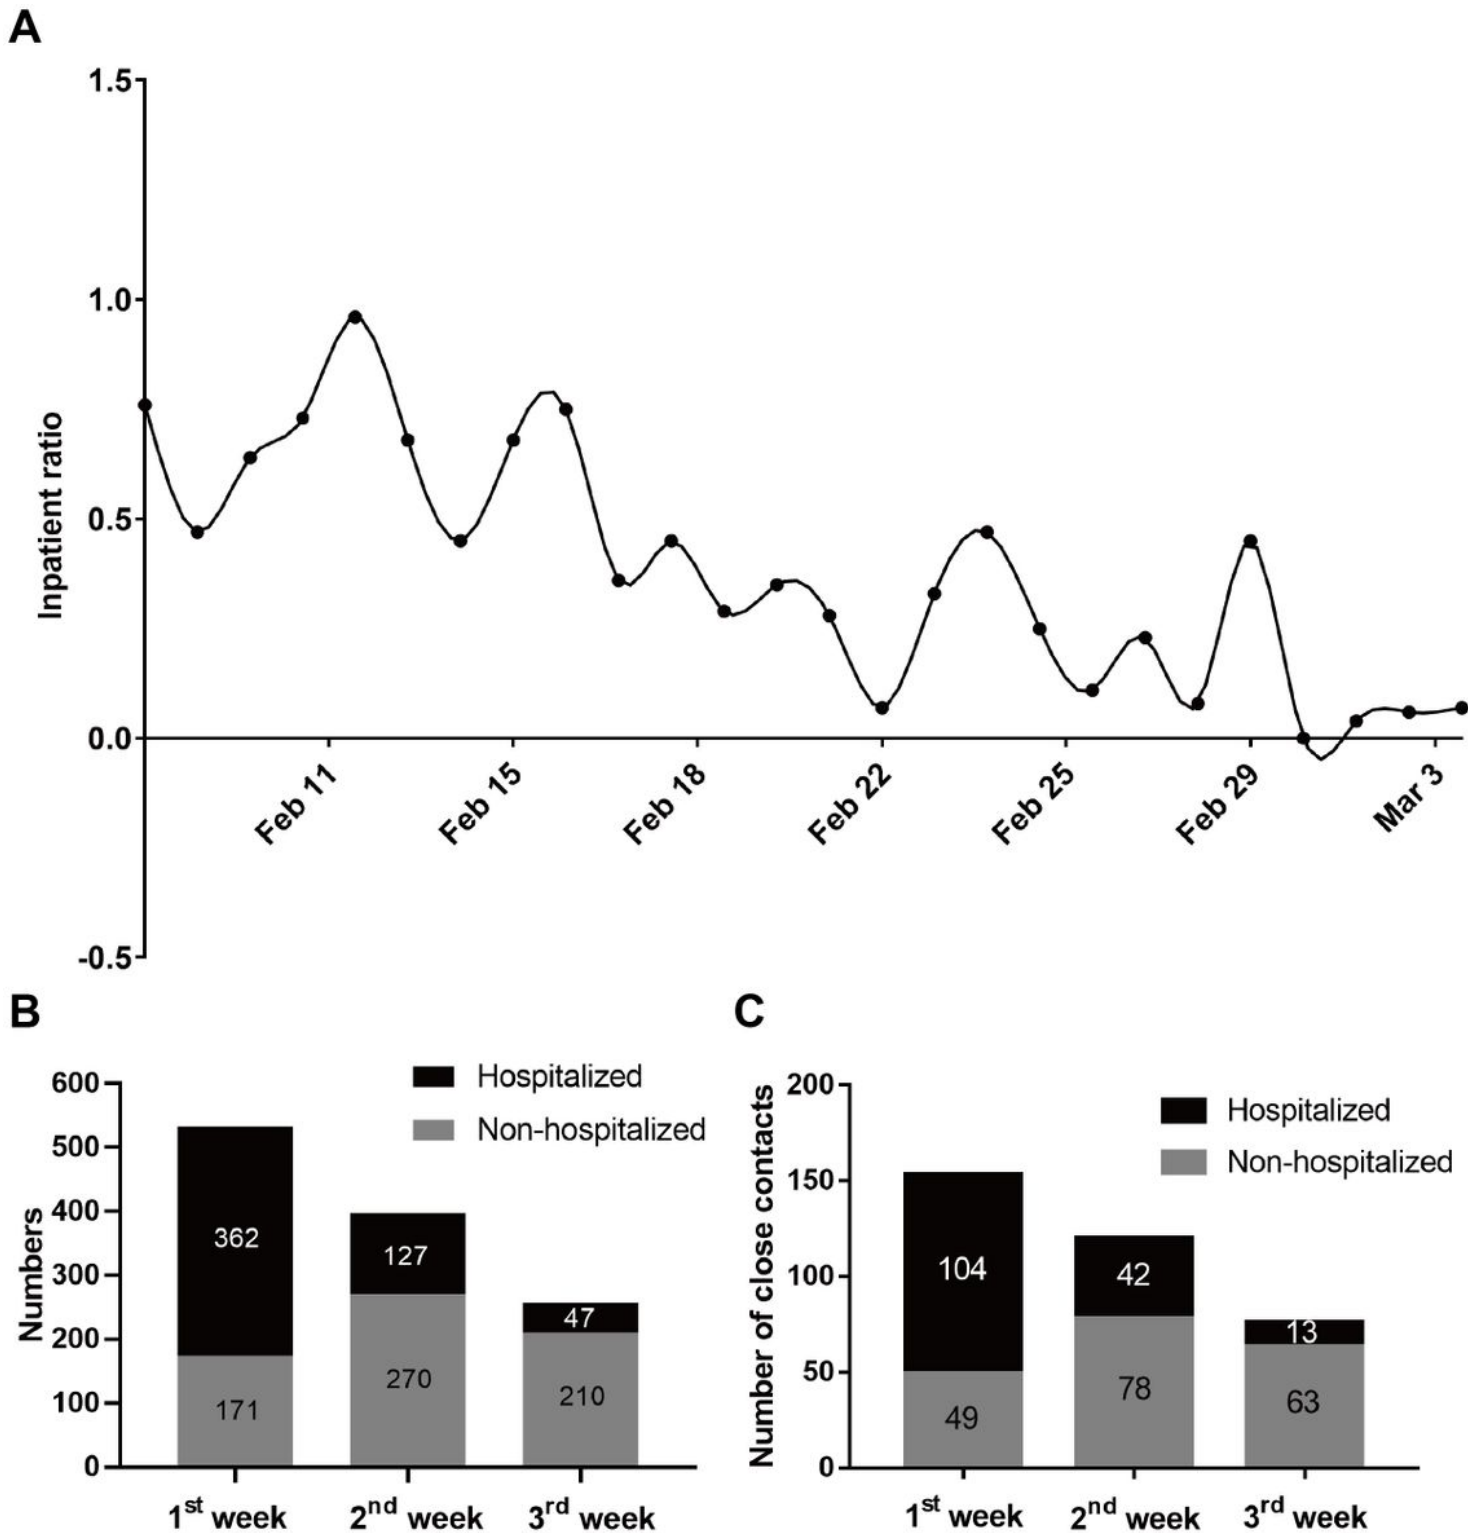 A
1.5
1.0
0.5
0.0
-0.5
Inpatient ratio
Feb 11
Feb 15
Feb 18
Feb 22
Feb 25
Feb 29
Mar 3
B
600
500
400
300
200
100
0
Numbers
Hospitalized
Non-hospitalized
362
127
47
171
270
210
1st week
2nd week
3rd week
C
200
150
100
50
0
Number of close contacts
Hospitalized
Non-hospitalized
104
42
13
49
78
63
1st week
2nd week
3rd week